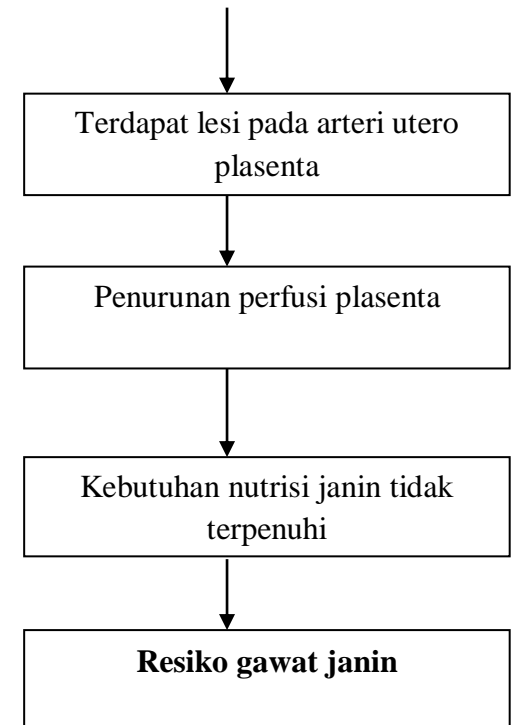 Terdapat lesi pada arteri utero
plasenta
Penurunan perfusi plasenta
Kebutuhan nutrisi janin tidak
terpenuhi
Resiko gawat janin